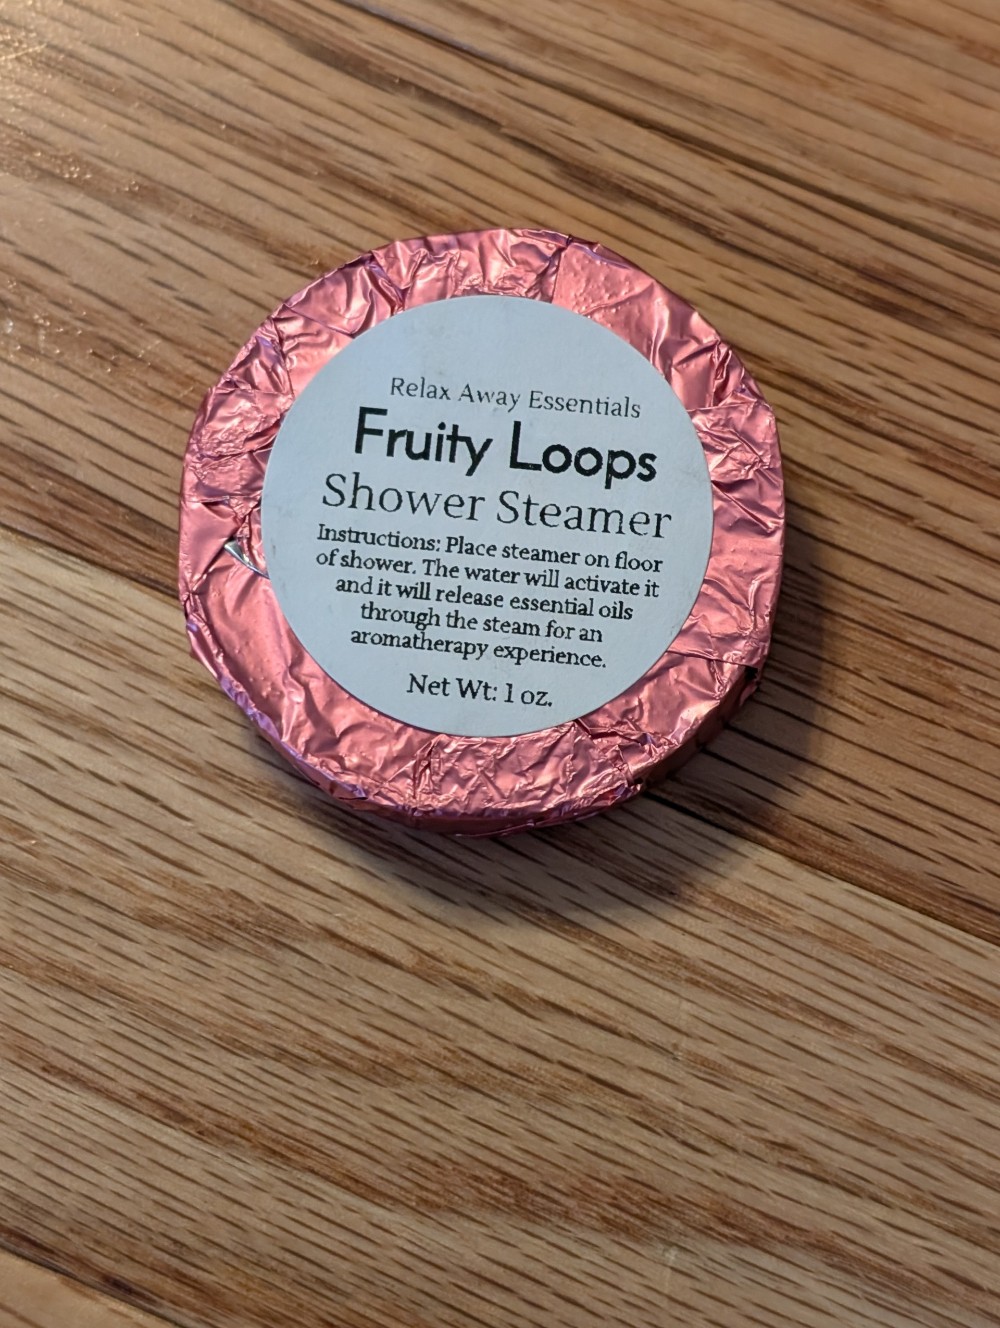 Relax Away Essentials
Fruity Loops
Shower Steamer
Instructions: Place steamer on floor
of shower. The water will activate it
and it will release essential oils
through the steam for an
aromatherapy experience.
Net Wt: 1 oz.